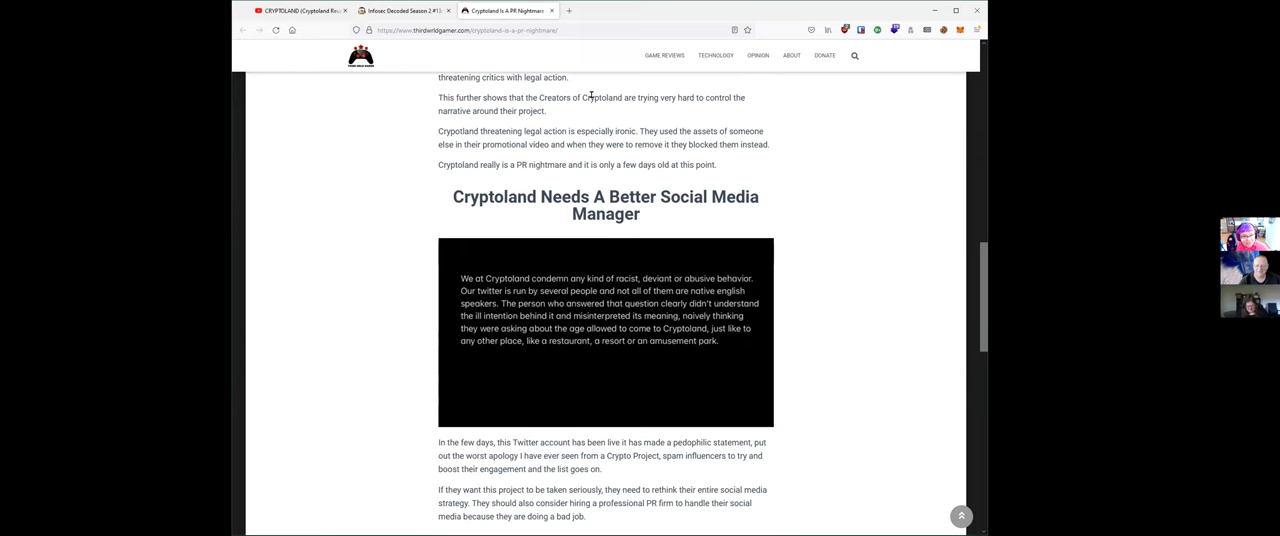 CRYPTOLAND (Cryptoland Rev
Infosec Decoded Season 2 #13:
Cryptoland Is A PR Nightmare
https://www.thirdwrldgamer.com/cryptoland-is-a-pr-nightmare/
GAME REVIEWS
TECHNOLOGY
OPINION
ABOUT
DONATE
threatening critics with legal action.
This further shows that the Creators of Cryptoland are trying very hard to control the
narrative around their project.
Crypotland threatening legal action is especially ironic. They used the assets of someone
else in their promotional video and when they were to remove it they blocked them instead.
Cryptoland really is a PR nightmare and it is only a few days old at this point.
Cryptoland Needs A Better Social Media
Manager
We at Cryptoland condemn any kind of racist, deviant or abusive behavior.
Our twitter is run by several people and not all of them are native english
speakers. The person who answered that question clearly didn't understand
the ill intention behind it and misinterpreted its meaning, naively thinking
they were asking about the age allowed to come to Cryptoland, just like to
any other place, like a restaurant, a resort or an amusement park.
In the few days, this Twitter account has been live it has made a pedophilic statement, put
out the worst apology I have ever seen from a Crypto Project, spam influencers to try and
boost their engagement and the list goes on.
If they want this project to be taken seriously, they need to rethink their entire social media
strategy. They should also consider hiring a professional PR firm to handle their social
media because they are doing a bad job.